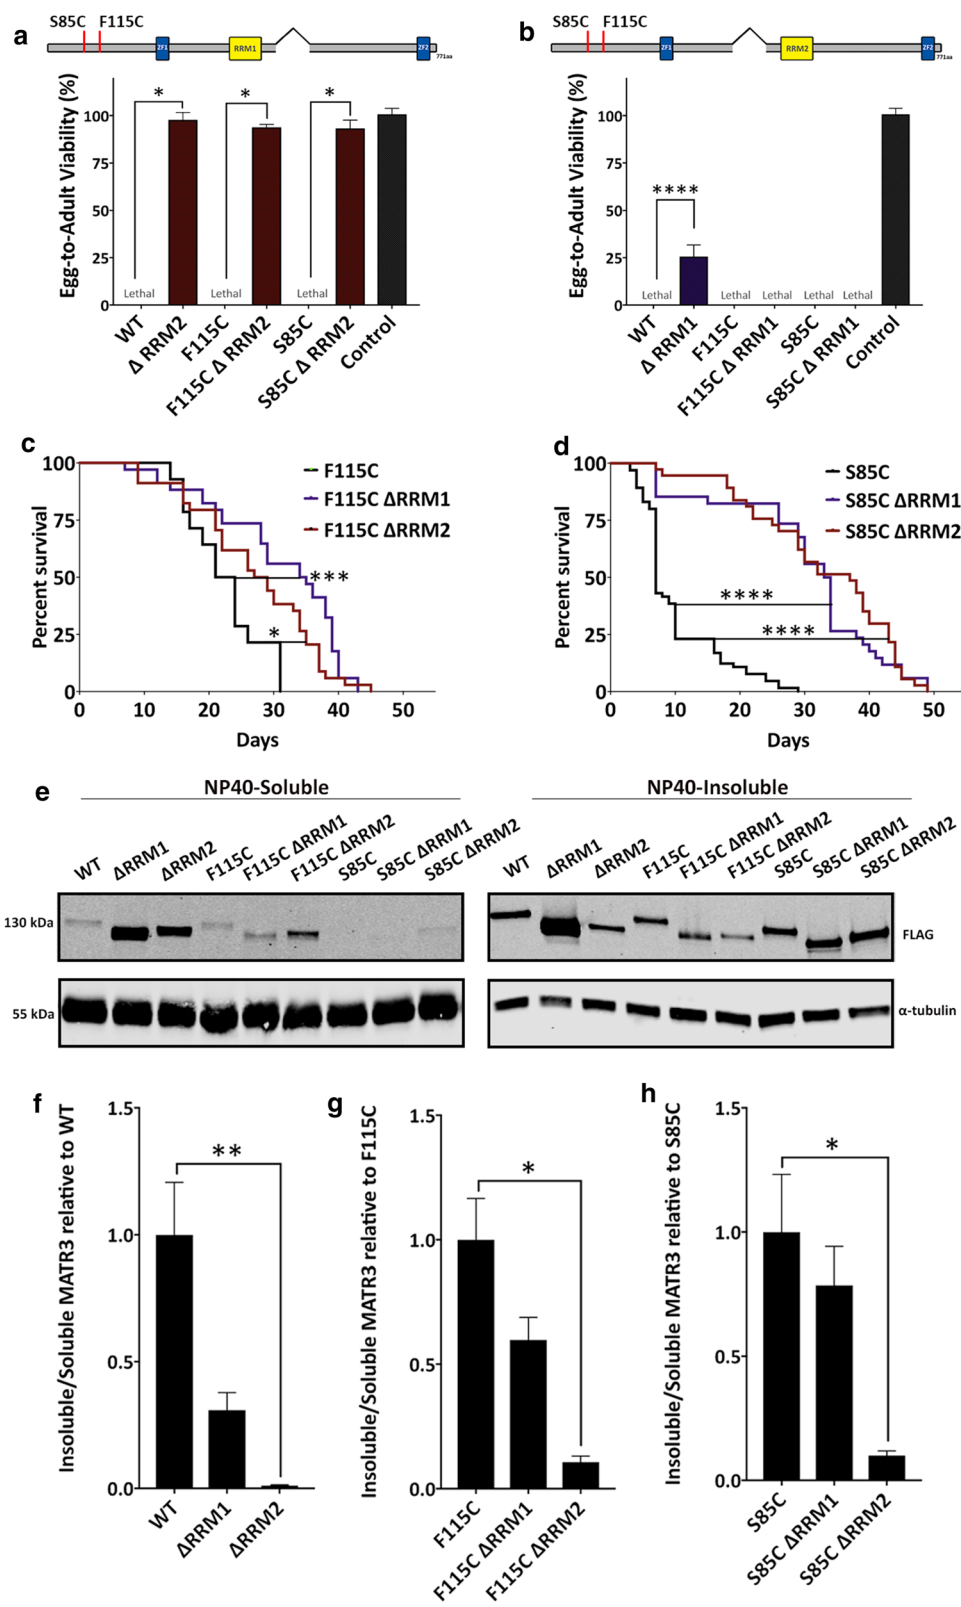 a
S85C F115C
ZF1
RRM1
ZF2
771aa
Egg-to-Adult Viability (%)
100
75
50
25
0
*
*
*
Lethal
Lethal
Lethal
WT
Δ RRM2
F115C
F115C Δ RRM2
S85C
S85C Δ RRM2
Control
b
S85C F115C
ZF1
RRM2
ZF2
771aa
Egg-to-Adult Viability (%)
100
75
50
25
0
****
Lethal
Lethal
Lethal
Lethal
Lethal
WT
Δ RRM1
F115C
F115C Δ RRM1
S85C
S85C Δ RRM1
Control
c
Percent survival
100
75
50
25
0
F115C
F115C ΔRRM1
F115C ΔRRM2
***
*
0 10 20 30 40 50
Days
d
Percent survival
100
75
50
25
0
S85C
S85C ΔRRM1
S85C ΔRRM2
****
****
0 10 20 30 40 50
Days
e
NP40-Soluble
WT
ΔRRM1
ΔRRM2
F115C
F115C ΔRRM1
F115C ΔRRM2
S85C
S85C ΔRRM1
S85C ΔRRM2
NP40-Insoluble
WT
ΔRRM1
ΔRRM2
F115C
F115C ΔRRM1
F115C ΔRRM2
S85C
S85C ΔRRM1
S85C ΔRRM2
130 kDa
FLAG
55 kDa
α-tubulin
f
Insoluble/Soluble MATR3 relative to WT
1.5
1.0
0.5
0.0
**
WT
ΔRRM1
ΔRRM2
g
Insoluble/Soluble MATR3 relative to F115C
1.5
1.0
0.5
0.0
*
F115C
F115C ΔRRM1
F115C ΔRRM2
h
Insoluble/Soluble MATR3 relative to S85C
1.5
1.0
0.5
0.0
*
S85C
S85C ΔRRM1
S85C ΔRRM2